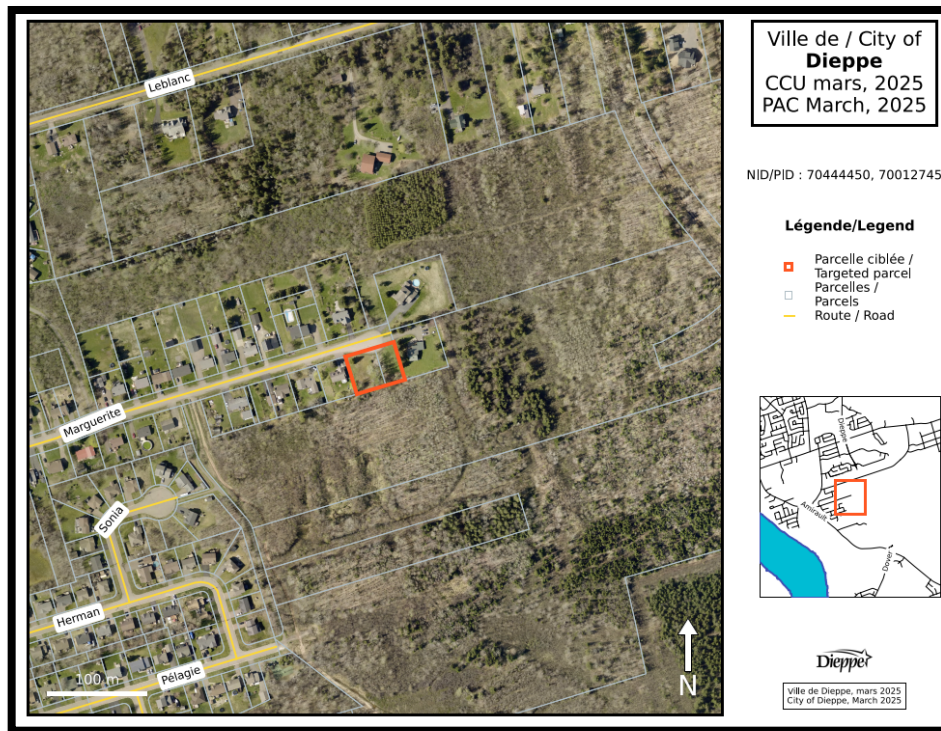 Leblanc
Marguerite
Sonia
Herman
Pélagie
100 m
N
Ville de / City of
Dieppe
CCU mars, 2025
PAC March, 2025
NID/PID : 70444450, 70012745
Légende/Legend
Parcelle ciblée /
Targeted parcel
Parcelles /
Parcels
Route / Road
Dieppe
Amirault
Dover
Dieppe
Ville de Dieppe, mars 2025
City of Dieppe, March 2025